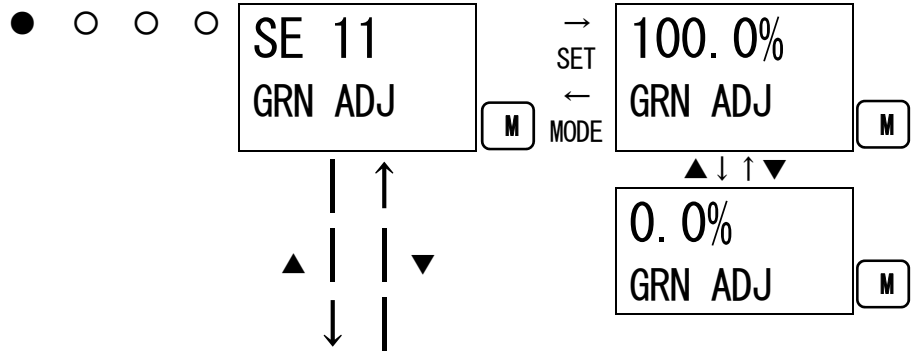 ● ○ ○ ○
SE 11
GRN ADJ
M
→
SET
←
MODE
100.0%
GRN ADJ
M
▲↓↑▼
0.0%
GRN ADJ
M
▲ ↓ ↑ ▼